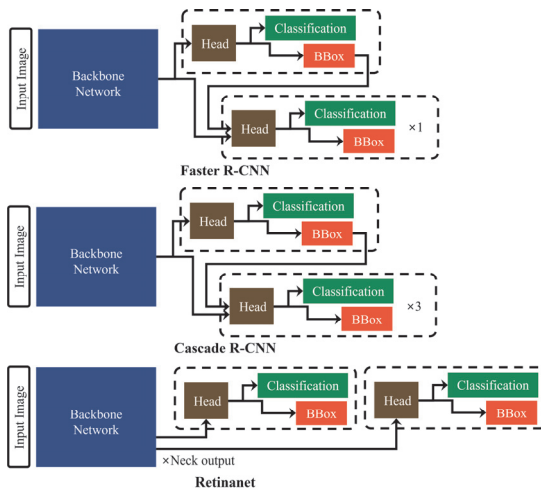 Input Image
Backbone
Network
Head
Classification
BBox
Head
Classification
BBox
×1
Faster R-CNN
Input Image
Backbone
Network
Head
Classification
BBox
Head
Classification
BBox
×3
Cascade R-CNN
Input Image
Backbone
Network
Head
Classification
BBox
Head
Classification
BBox
×Neck output
Retinanet